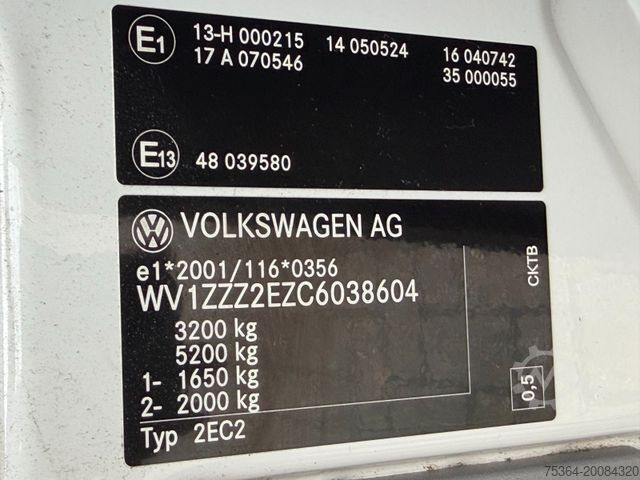 E1 13-H 000215 14 050524 16 040742
17 A 070546 35 000055
E13 48 039580
VOLKSWAGEN AG
e1*2001/116*0356
WV1ZZZ2EZC6038604
3200 kg
5200 kg
1- 1650 kg
2- 2000 kg
Typ 2EC2
CKTB
0,5
75364-20084320